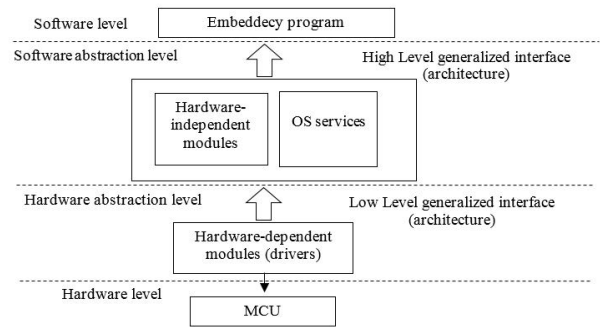 Software level
Embeddecy program
Software abstraction level
High Level generalized interface
(architecture)
Hardware-
independent
modules
OS services
Hardware abstraction level
Low Level generalized interface
(architecture)
Hardware-dependent
modules (drivers)
Hardware level
MCU